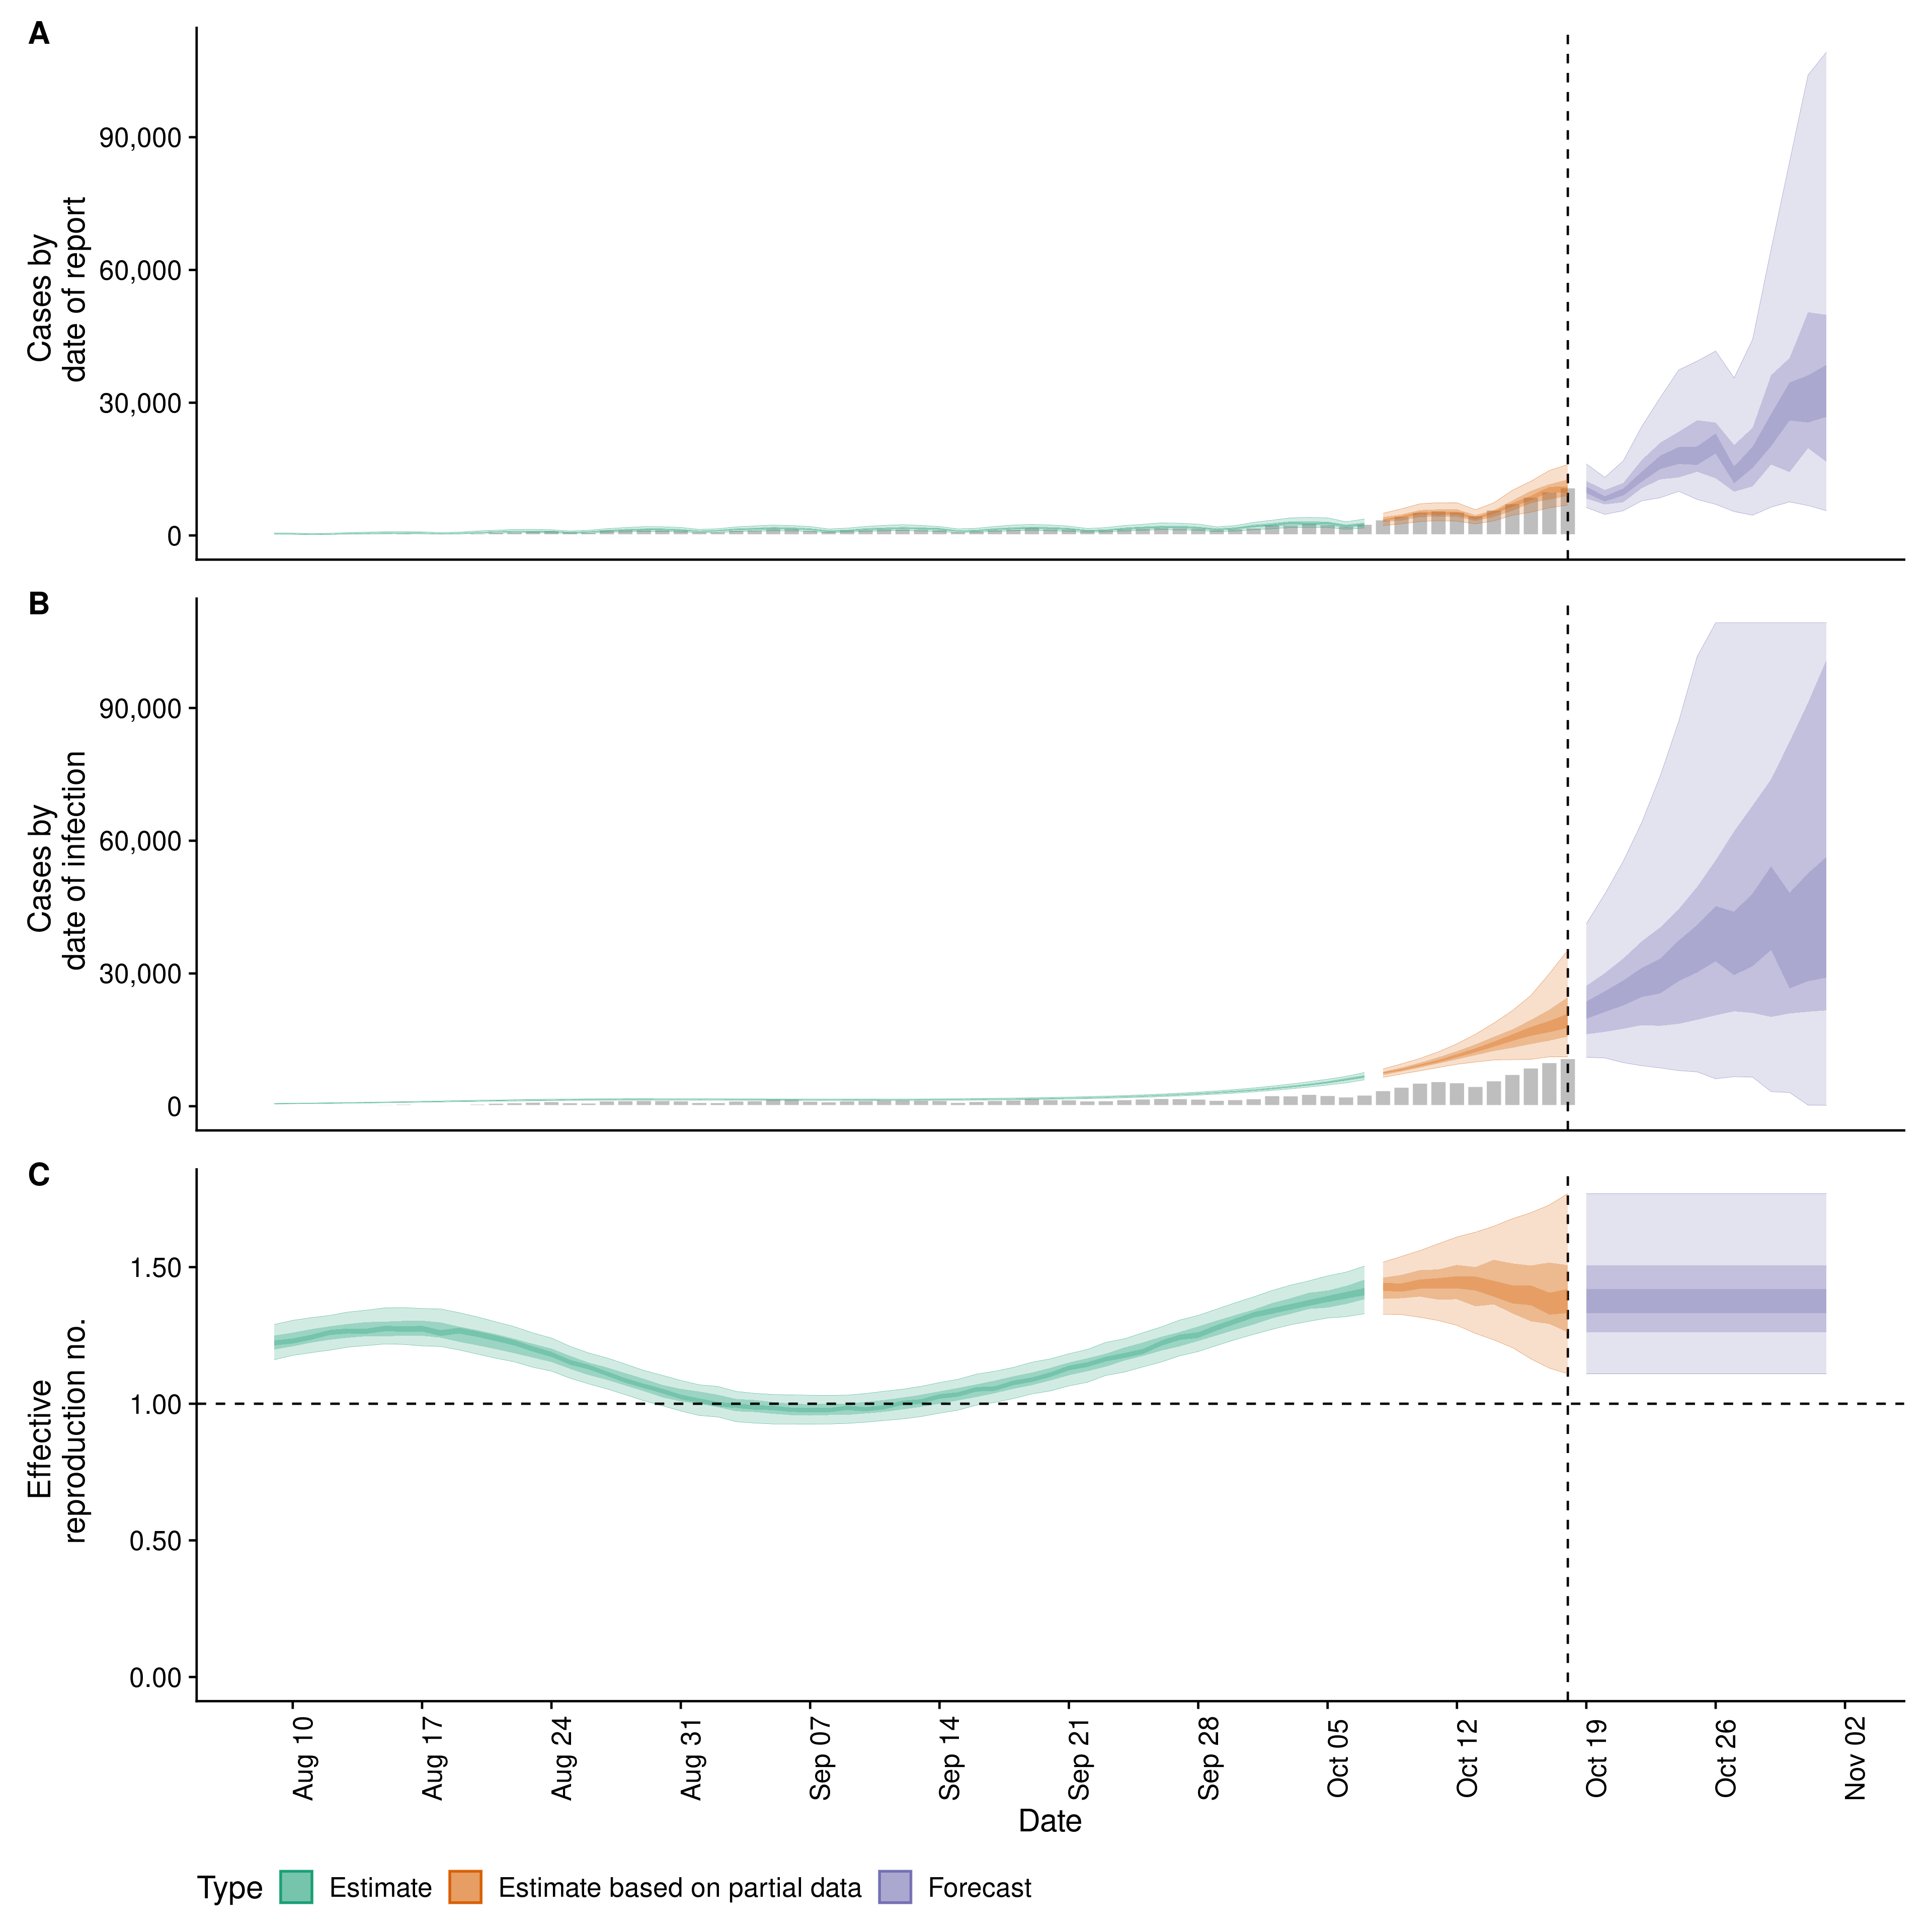 A
Cases by
date of report
90,000
60,000
30,000
0
B
Cases by
date of infection
90,000
60,000
30,000
0
C
Effective
reproduction no.
1.50
1.00
0.50
0.00
Aug 10
Aug 17
Aug 24
Aug 31
Sep 07
Sep 14
Sep 21
Sep 28
Oct 05
Oct 12
Oct 19
Oct 26
Nov 02
Date
Type Estimate Estimate based on partial data Forecast